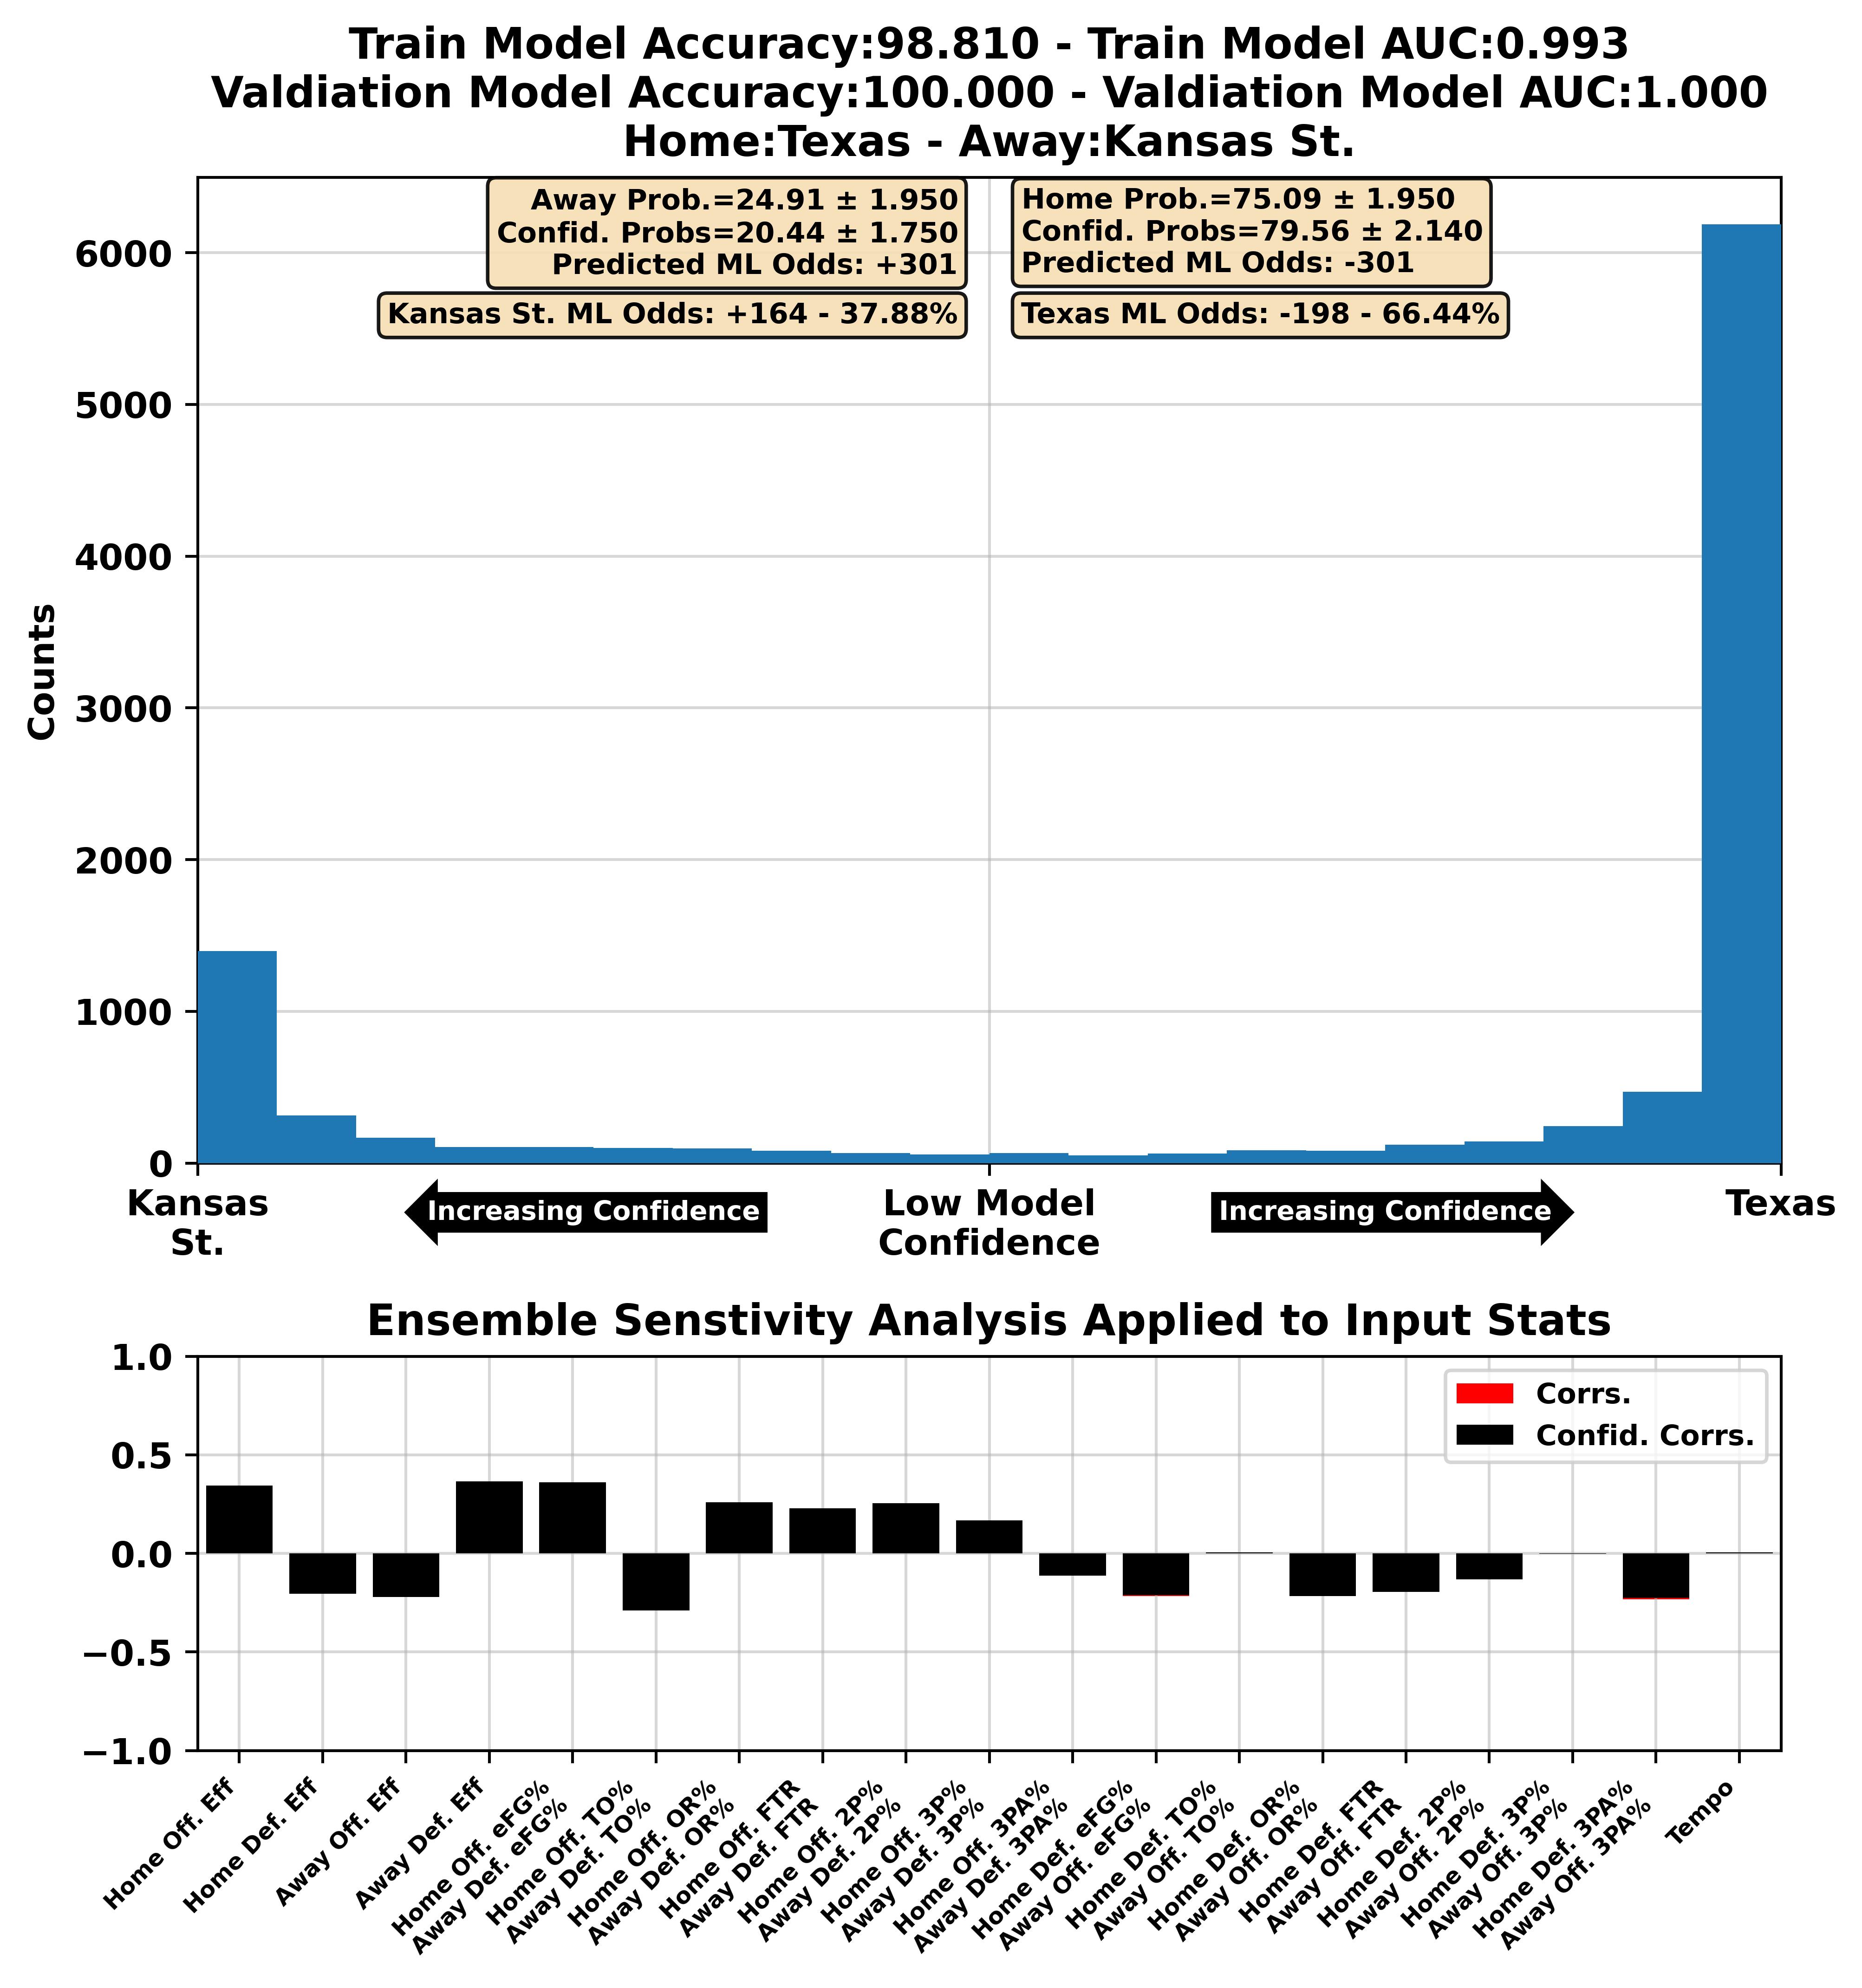 Train Model Accuracy:98.810 - Train Model AUC:0.993
Valdiation Model Accuracy:100.000 - Valdiation Model AUC:1.000
Home:Texas - Away:Kansas St.
Away Prob.=24.91 ± 1.950
Confid. Probs=20.44 ± 1.750
Predicted ML Odds: +301
Kansas St. ML Odds: +164 - 37.88%
Home Prob.=75.09 ± 1.950
Confid. Probs=79.56 ± 2.140
Predicted ML Odds: -301
Texas ML Odds: -198 - 66.44%
Counts
6000
5000
4000
3000
2000
1000
0
Kansas
St.
Increasing Confidence
Low Model
Confidence
Increasing Confidence
Texas
Ensemble Senstivity Analysis Applied to Input Stats
1.0
0.5
0.0
−0.5
−1.0
Corrs.
Confid. Corrs.
Home Off. Eff
Home Def. Eff
Away Off. Eff
Away Def. Eff
Home Off. eFG%
Away Def. eFG%
Home Off. TO%
Away Def. TO%
Home Off. OR%
Away Def. OR%
Home Off. FTR
Away Def. FTR
Home Off. 2P%
Away Def. 2P%
Home Off. 3P%
Away Def. 3P%
Home Off. 3PA%
Away Def. 3PA%
Home Def. eFG%
Away Off. eFG%
Home Def. TO%
Away Off. TO%
Home Def. OR%
Away Off. OR%
Home Def. FTR
Away Off. FTR
Home Def. 2P%
Away Off. 2P%
Home Def. 3P%
Away Off. 3P%
Home Def. 3PA%
Away Off. 3PA%
Tempo